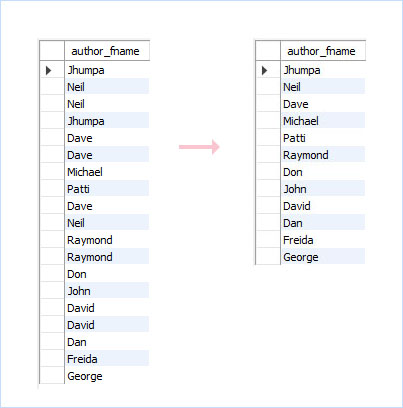 author_fname
Jhumpa
Neil
Neil
Jhumpa
Dave
Dave
Michael
Patti
Dave
Neil
Raymond
Raymond
Don
John
David
David
Dan
Freida
George
author_fname
Jhumpa
Neil
Dave
Michael
Patti
Raymond
Don
John
David
Dan
Freida
George